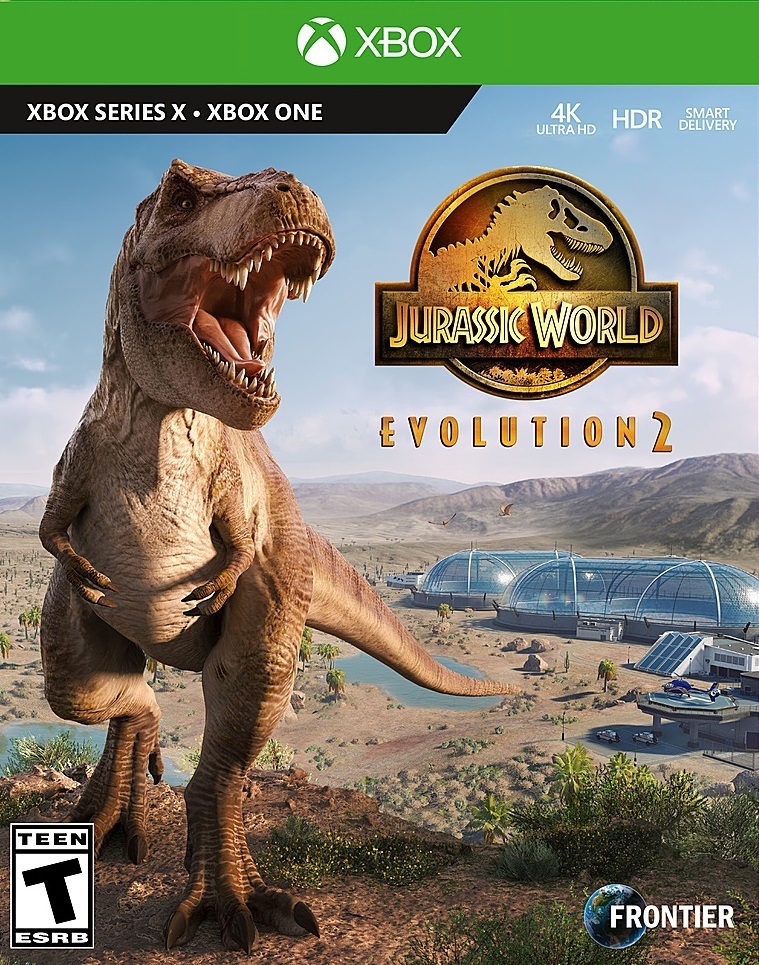 XBOX
XBOX SERIES X • XBOX ONE
4K
ULTRA HD
HDR
SMART
DELIVERY
JURASSIC WORLD
EVOLUTION 2
TEEN
T
ESRB
FRONTIER